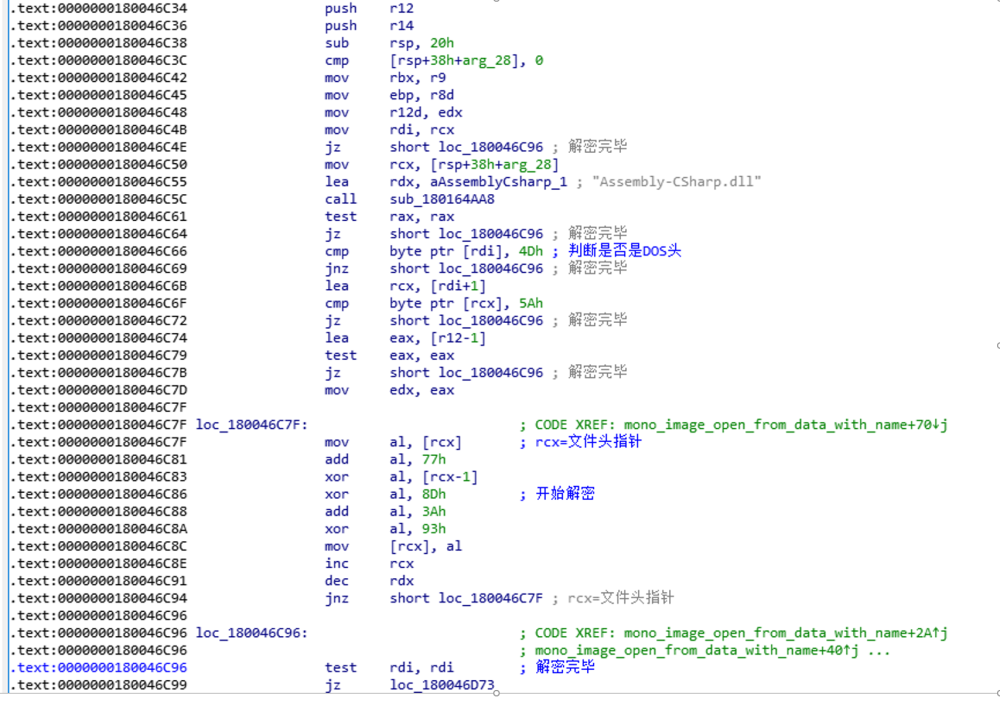 .text:0000000180046C34 push r12
.text:0000000180046C36 push r14
.text:0000000180046C38 sub rsp, 20h
.text:0000000180046C3C cmp [rsp+38h+arg_28], 0
.text:0000000180046C42 mov rbx, r9
.text:0000000180046C45 mov ebp, r8d
.text:0000000180046C48 mov r12d, edx
.text:0000000180046C4B mov rdi, rcx
.text:0000000180046C4E jz short loc_180046C96 ; 解密完毕
.text:0000000180046C50 mov rcx, [rsp+38h+arg_28]
.text:0000000180046C55 lea rdx, aAssemblyCsharp_1 ; "Assembly-CSharp.dll"
.text:0000000180046C5C call sub_180164AA8
.text:0000000180046C61 test rax, rax
.text:0000000180046C64 jz short loc_180046C96 ; 解密完毕
.text:0000000180046C66 cmp byte ptr [rdi], 4Dh ; 判断是否是DOS头
.text:0000000180046C69 jnz short loc_180046C96 ; 解密完毕
.text:0000000180046C6B lea rcx, [rdi+1]
.text:0000000180046C6F cmp byte ptr [rcx], 5Ah
.text:0000000180046C72 jz short loc_180046C96 ; 解密完毕
.text:0000000180046C74 lea eax, [r12-1]
.text:0000000180046C79 test eax, eax
.text:0000000180046C7B jz short loc_180046C96 ; 解密完毕
.text:0000000180046C7D mov edx, eax
.text:0000000180046C7F
.text:0000000180046C7F loc_180046C7F: ; CODE XREF: mono_image_open_from_data_with_name+70↓j
.text:0000000180046C7F mov al, [rcx] ; rcx=文件头指针
.text:0000000180046C81 add al, 77h
.text:0000000180046C83 xor al, [rcx-1]
.text:0000000180046C86 xor al, 8Dh ; 开始解密
.text:0000000180046C88 add al, 3Ah
.text:0000000180046C8A xor al, 93h
.text:0000000180046C8C mov [rcx], al
.text:0000000180046C8E inc rcx
.text:0000000180046C91 dec rdx
.text:0000000180046C94 jnz short loc_180046C7F ; rcx=文件头指针
.text:0000000180046C96
.text:0000000180046C96 loc_180046C96: ; CODE XREF: mono_image_open_from_data_with_name+2A↑j
.text:0000000180046C96 ; mono_image_open_from_data_with_name+40↑j ...
.text:0000000180046C96 test rdi, rdi ; 解密完毕
.text:0000000180046C99 jz loc_180046D73